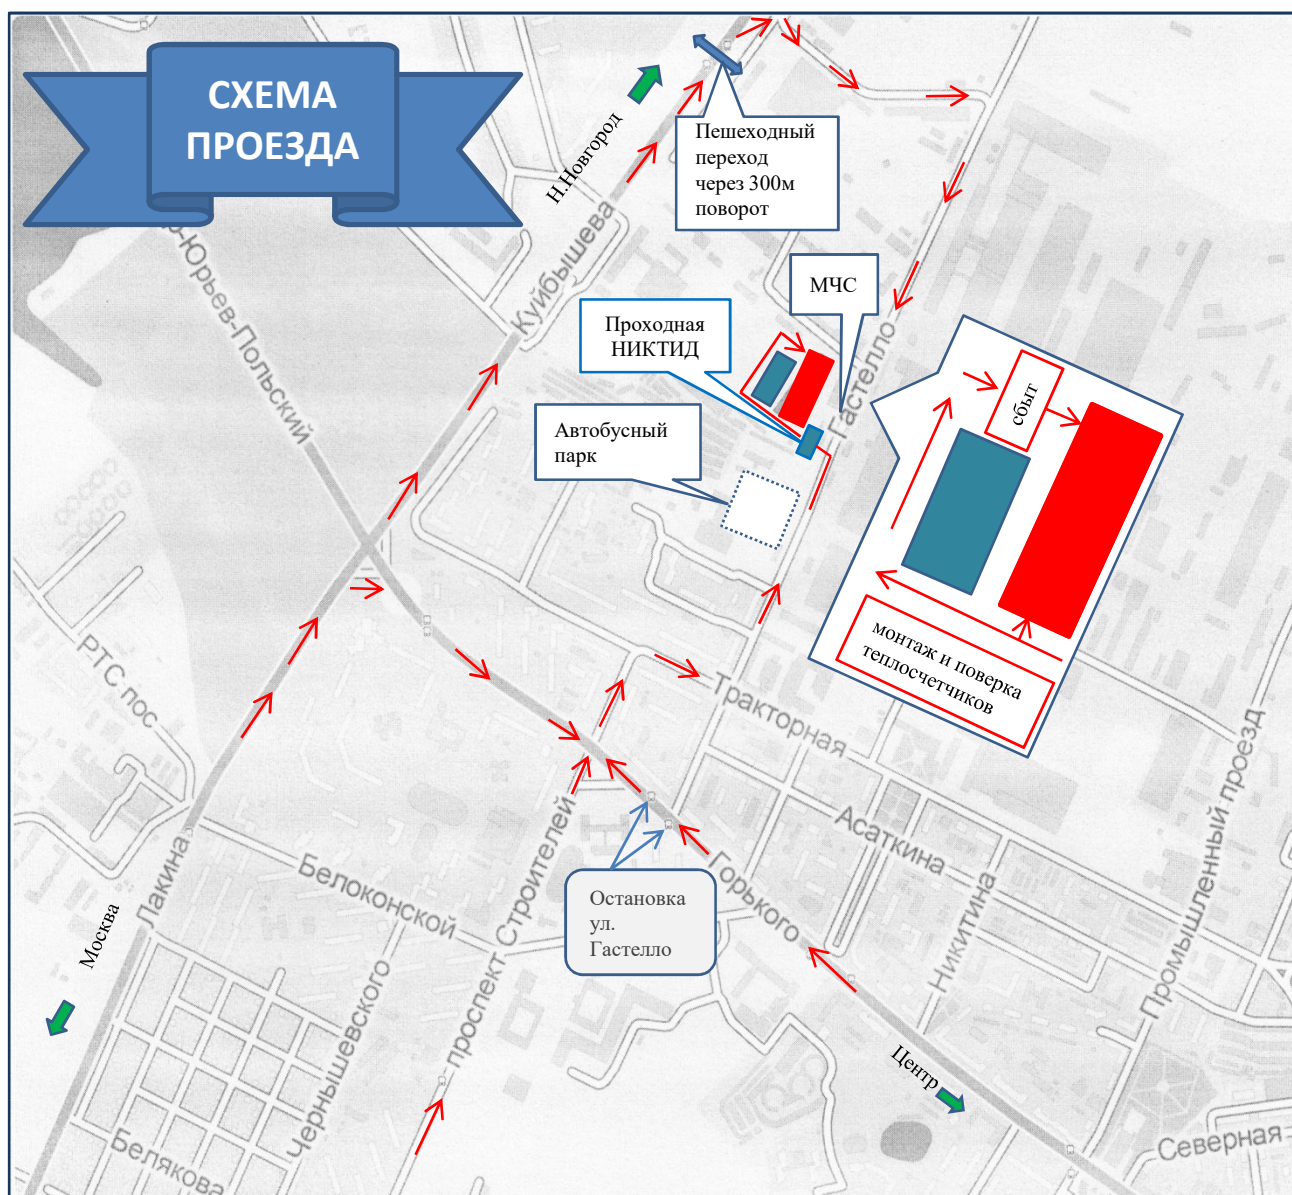 СХЕМА
ПРОЕЗДА
Н.Новгород
Пешеходный
переход
через 300м
поворот
р-Юрьев-Польский
Куйбышева
МЧС
Проходная
НИКТИД
Гастелло
Автобусный
парк
сбыт
монтаж и поверка
теплосчетчиков
РТС пос
Тракторная
Промышленный проезд
Асаткина
Лакина
Белоконской
проспект Строителей
Горького
Остановка
ул.
Гастелло
Никитина
Москва
Чернышевского
Центр
Белякова
Северная